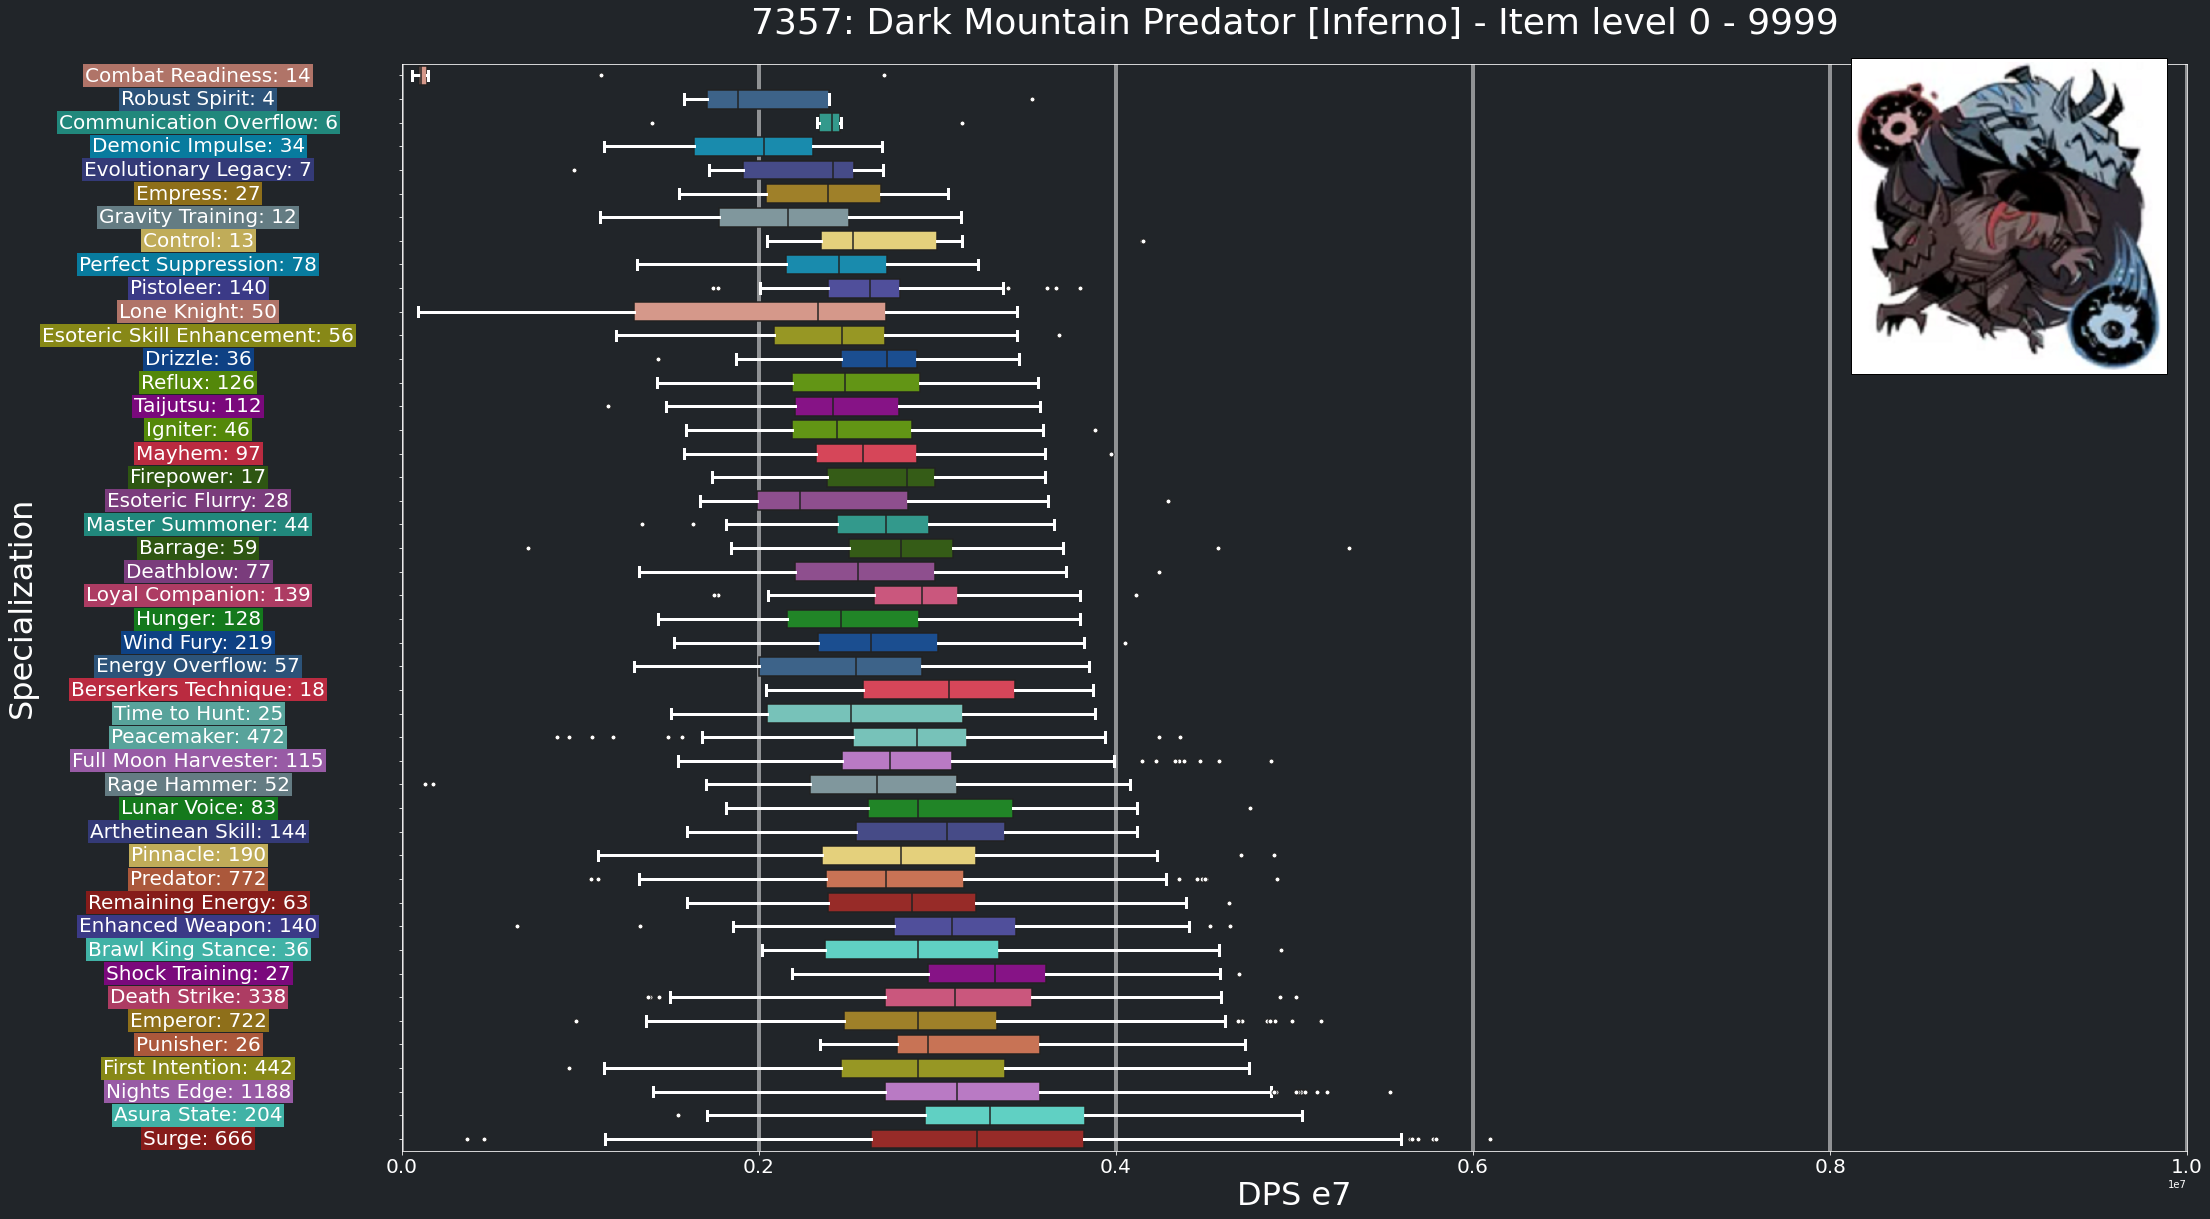 7357: Dark Mountain Predator [Inferno] - Item level 0 - 9999
Specialization
Combat Readiness: 14
Robust Spirit: 4
Communication Overflow: 6
Demonic Impulse: 34
Evolutionary Legacy: 7
Empress: 27
Gravity Training: 12
Control: 13
Perfect Suppression: 78
Pistoleer: 140
Lone Knight: 50
Esoteric Skill Enhancement: 56
Drizzle: 36
Reflux: 126
Taijutsu: 112
Igniter: 46
Mayhem: 97
Firepower: 17
Esoteric Flurry: 28
Master Summoner: 44
Barrage: 59
Deathblow: 77
Loyal Companion: 139
Hunger: 128
Wind Fury: 219
Energy Overflow: 57
Berserkers Technique: 18
Time to Hunt: 25
Peacemaker: 472
Full Moon Harvester: 115
Rage Hammer: 52
Lunar Voice: 83
Arthetinean Skill: 144
Pinnacle: 190
Predator: 772
Remaining Energy: 63
Enhanced Weapon: 140
Brawl King Stance: 36
Shock Training: 27
Death Strike: 338
Emperor: 722
Punisher: 26
First Intention: 442
Nights Edge: 1188
Asura State: 204
Surge: 666
0.0 0.2 0.4 0.6 0.8 1.0
1e7
DPS e7